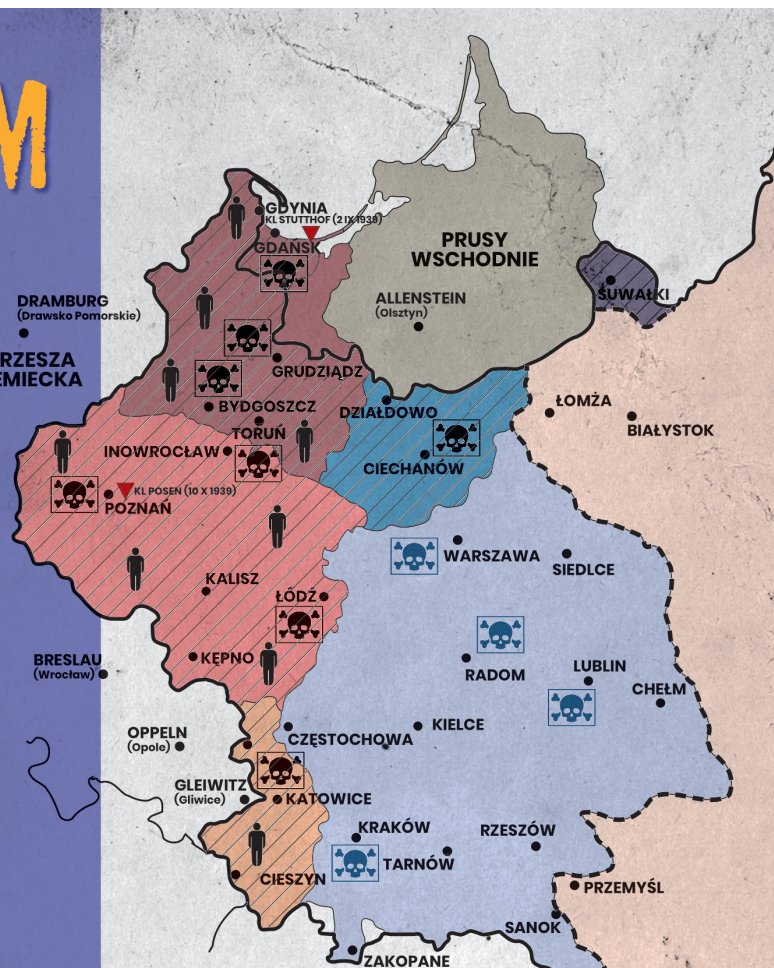 M
GDYNIA
KL STUTTHOF (2 IX 1939)
GDAŃSK
PRUSY
WSCHODNIE
SUWAŁKI
DRAMBURG
(Drawsko Pomorskie)
ALLENSTEIN
(Olsztyn)
RZESZA
EMIECKA
GRUDZIĄDZ
BYDGOSZCZ
DZIAŁDOWO
ŁOMŻA
BIAŁYSTOK
TORUŃ
INOWROCŁAW
CIECHANÓW
KL POSEN (10 X 1939)
POZNAŃ
WARSZAWA
SIEDLCE
KALISZ
ŁÓDŹ
BRESLAU
(Wrocław)
KĘPNO
RADOM
LUBLIN
CHEŁM
OPPELN
(Opole)
CZĘSTOCHOWA
KIELCE
GLEIWITZ
(Gliwice)
KATOWICE
KRAKÓW
TARNÓW
RZESZÓW
CIESZYN
PRZEMYŚL
SANOK
ZAKOPANE